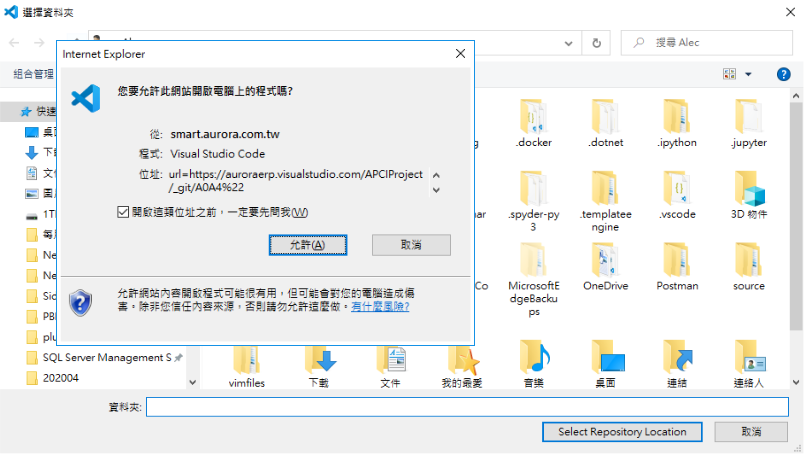 選擇資料夾
搜尋 Alec
組合管理
Internet Explorer
您要允許此網站開啟電腦上的程式嗎?
從: smart.aurora.com.tw
程式: Visual Studio Code
位址: url=https://auroraerp.visualstudio.com/APCIProject
/_git/A0A4%22
開啟這類位址之前，一定要先問我(W)
允許(A)
取消
允許網站內容開啟程式可能很有用，但可能會對您的電腦造成傷
害。除非您信任內容來源，否則請勿允許這麼做。有什麼風險?
快速
桌
下
文
圖
1T
每
Ne
Ne
Sic
PB
plu
SQL Server Management S
202004
.docker
.dotnet
.ipython
.jupyter
.spyder-py
3
.templatee
ngine
.vscode
3D 物件
MicrosoftE
dgeBacku
ps
OneDrive
Postman
source
vimfiles
下載
文件
我的最愛
音樂
桌面
連結
連絡人
資料夾:
Select Repository Location
取消